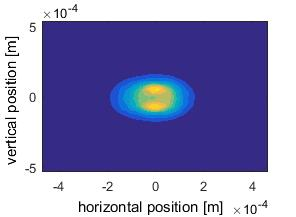 5 ×10⁻⁴
vertical position [m]
0
-5
-4 -2 0 2 4
horizontal position [m] ×10⁻⁴